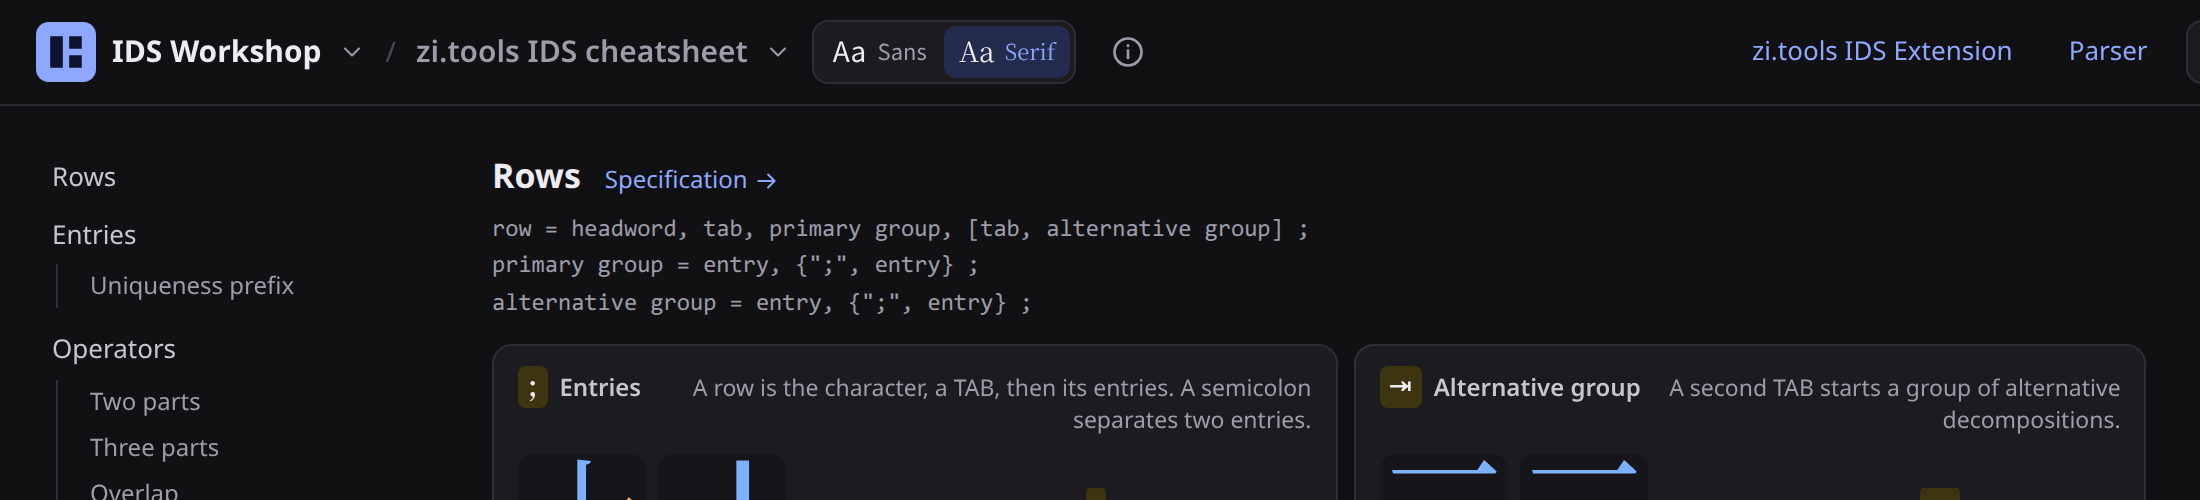 IDS Workshop / zi.tools IDS cheatsheet Aa Sans Aa Serif zi.tools IDS Extension Parser
Rows
Entries
Uniqueness prefix
Operators
Two parts
Three parts
Overlap
Rows Specification →
row = headword, tab, primary group, [tab, alternative group] ;
primary group = entry, {";", entry} ;
alternative group = entry, {";", entry} ;
; Entries A row is the character, a TAB, then its entries. A semicolon
separates two entries.
⇥ Alternative group A second TAB starts a group of alternative
decompositions.